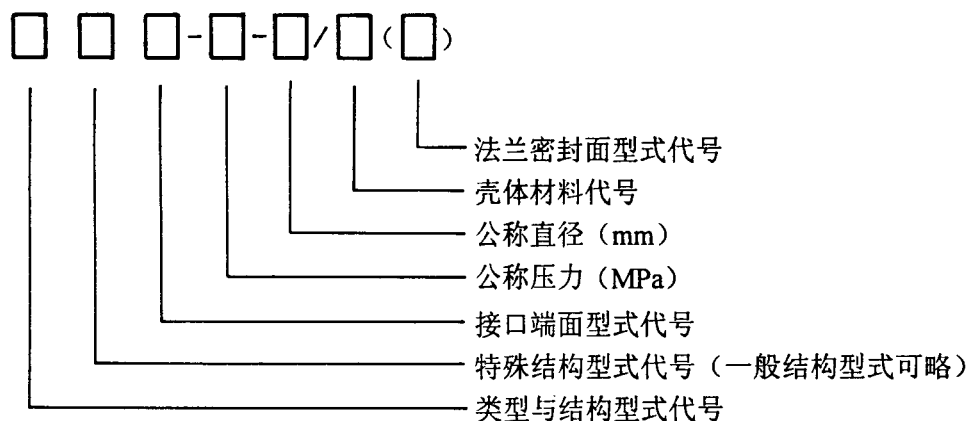 □ □ □-□-□/□(□)
法兰密封面型式代号
壳体材料代号
公称直径（mm）
公称压力（MPa）
接口端面型式代号
特殊结构型式代号（一般结构型式可略）
类型与结构型式代号